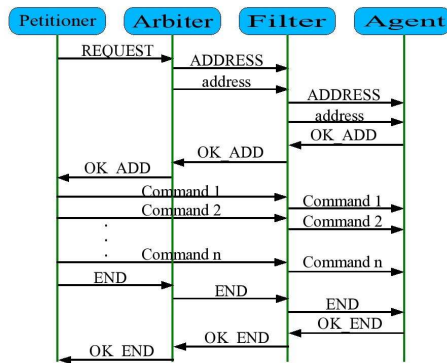 Petitioner Arbiter Filter Agent
REQUEST
ADDRESS
address
ADDRESS
address
OK_ADD
OK_ADD
OK_ADD
Command 1
Command 1
Command 2
Command 2
Command n
Command n
END
END
END
OK_END
OK_END
OK_END